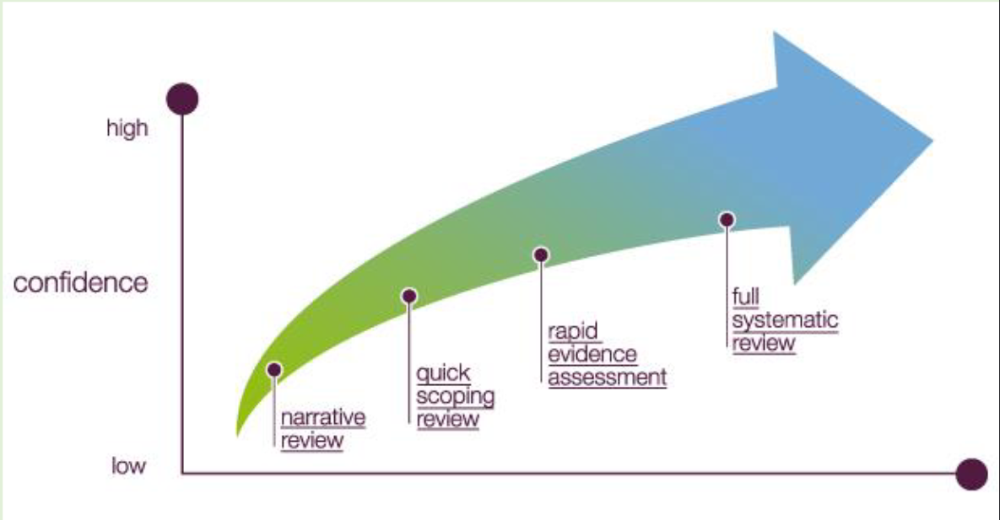 high
confidence
low
narrative
review
quick
scoping
review
rapid
evidence
assessment
full
systematic
review